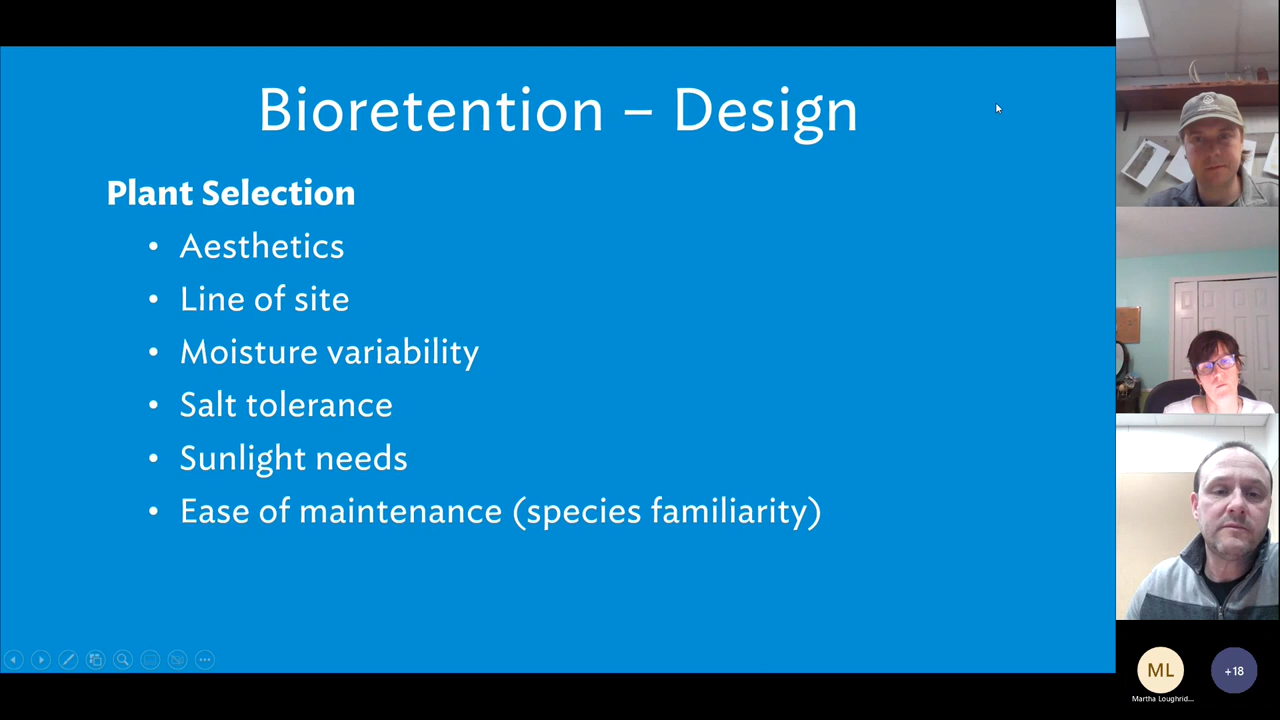 Bioretention – Design
Plant Selection
• Aesthetics
• Line of site
• Moisture variability
• Salt tolerance
• Sunlight needs
• Ease of maintenance (species familiarity)
ML
+18
Martha Loughrid...